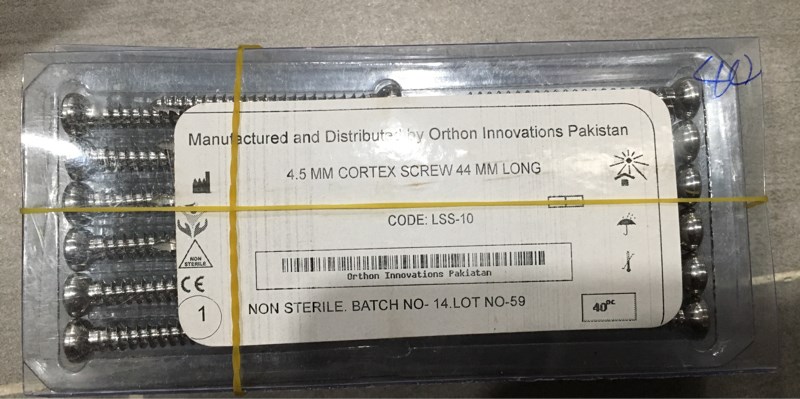 Manufactured and Distributed by Orthon Innovations Pakistan
4.5 MM CORTEX SCREW 44 MM LONG
CODE: LSS-10
NON
STERILE
Orthon Innovations Pakiatan
CE
1
NON STERILE. BATCH NO- 14.LOT NO-59
40PC